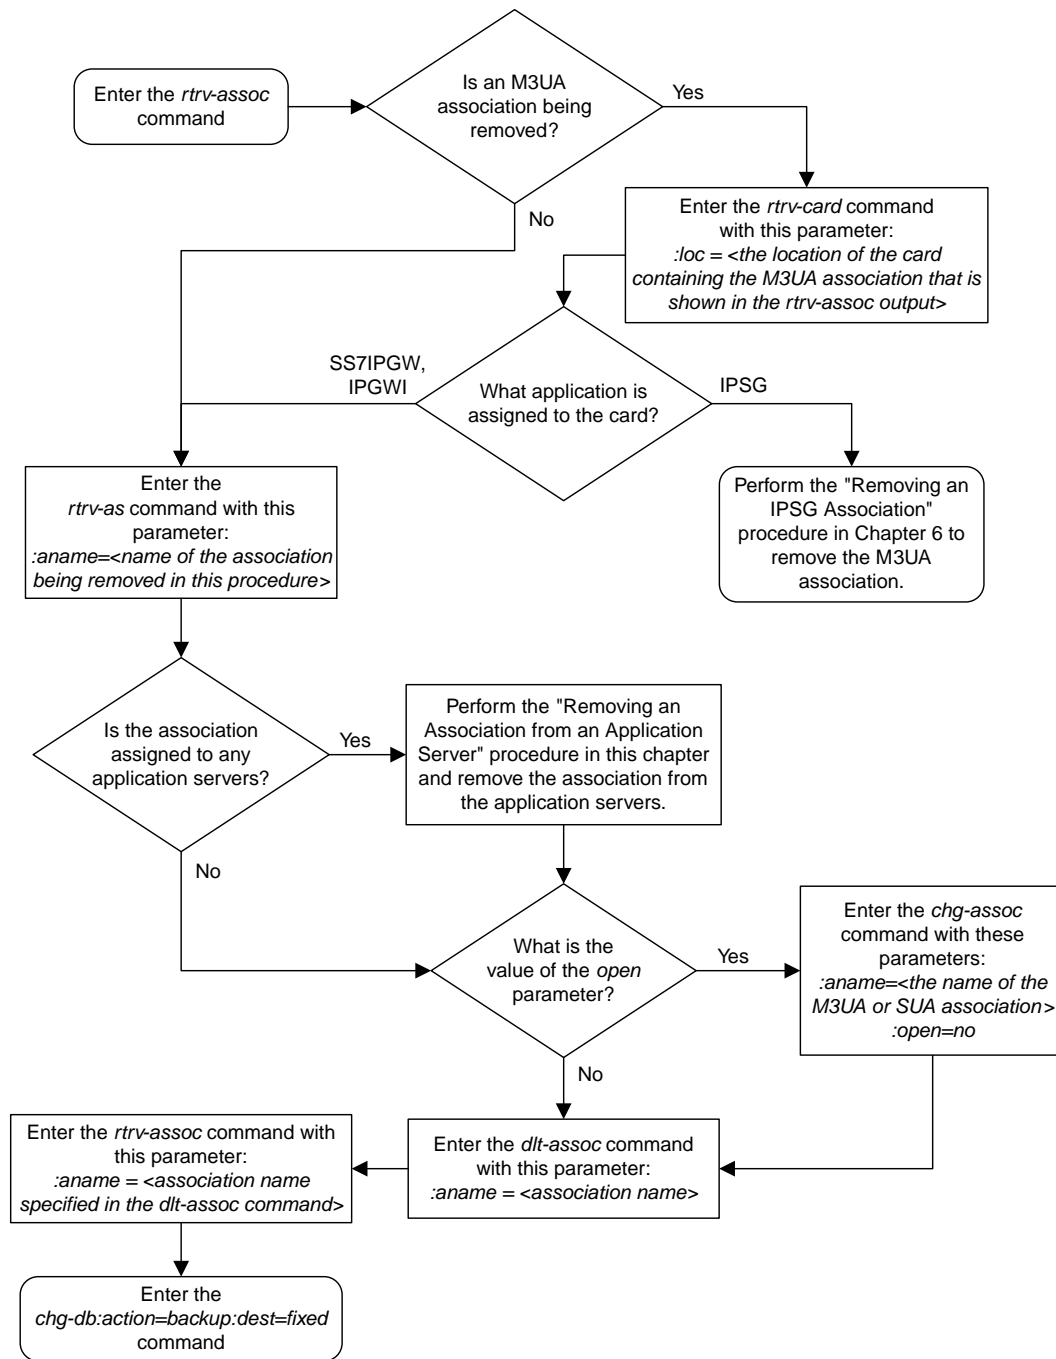 Enter the rtrv-assoc
command
Is an M3UA
association being
removed?
Yes
No
Enter the rtrv-card command
with this parameter:
:loc = <the location of the card
containing the M3UA association that is
shown in the rtrv-assoc output>
SS7IPGW,
IPGWI
What application is
assigned to the card?
IPSG
Enter the
rtrv-as command with this
parameter:
:aname=<name of the association
being removed in this procedure>
Perform the "Removing an
IPSG Association"
procedure in Chapter 6 to
remove the M3UA
association.
Is the association
assigned to any
application servers?
Yes
No
Perform the "Removing an
Association from an Application
Server" procedure in this chapter
and remove the association from
the application servers.
What is the
value of the open
parameter?
Yes
No
Enter the chg-assoc
command with these
parameters:
:aname=<the name of the
M3UA or SUA association>
:open=no
Enter the dlt-assoc command
with this parameter:
:aname = <association name>
Enter the rtrv-assoc command with
this parameter:
:aname = <association name
specified in the dlt-assoc command>
Enter the
chg-db:action=backup:dest=fixed
command